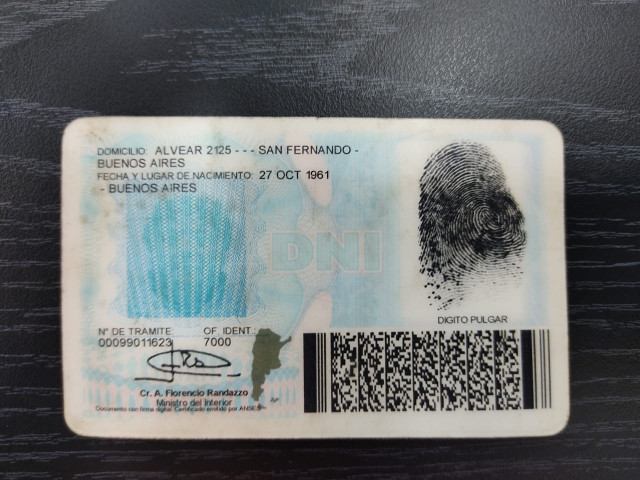 DOMICILIO: ALVEAR 2125 - - - SAN FERNANDO -
BUENOS AIRES
FECHA Y LUGAR DE NACIMIENTO: 27 OCT 1961
- BUENOS AIRES
DNI
DIGITO PULGAR
N° DE TRAMITE OF. IDENT.:
00099011623 7000
Cr. A. Florencio Randazzo
Ministro del Interior
Documento con firma digital. Certificado emitido por ANSES